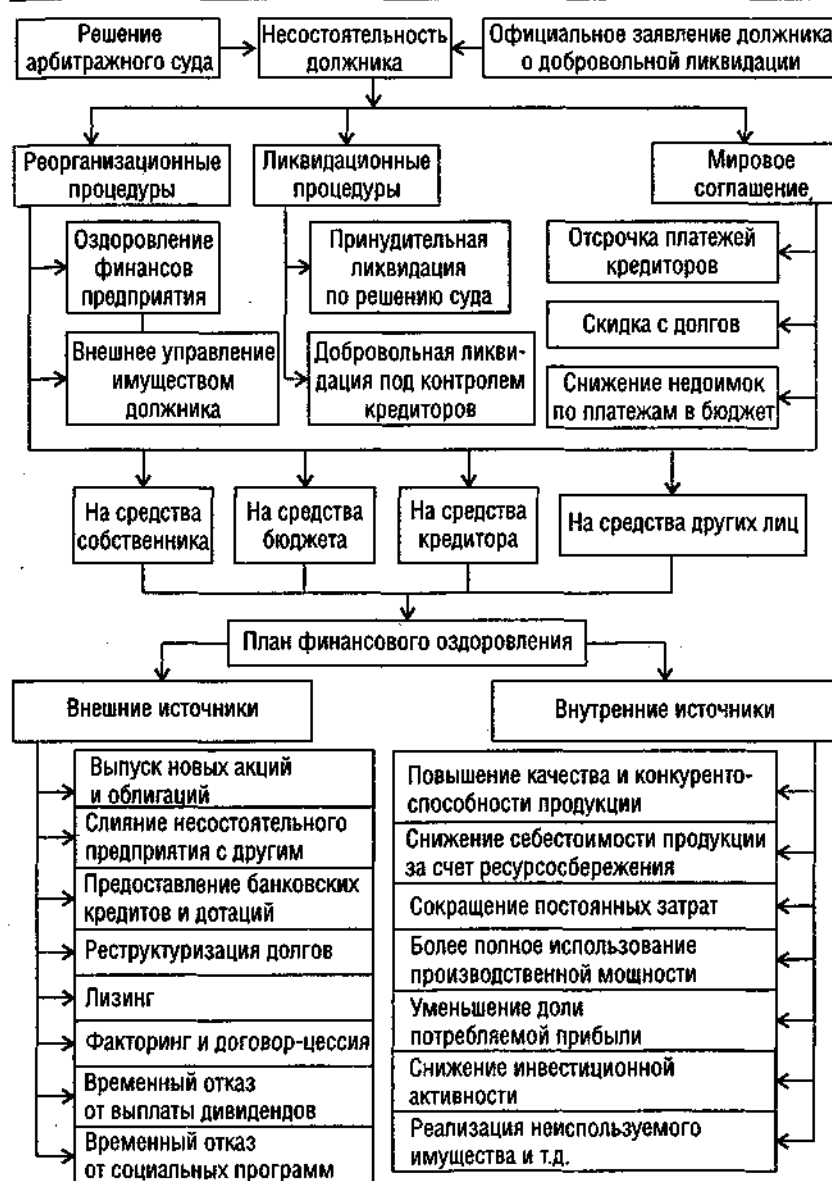 Решение
арбитражного суда
Несостоятельность
должника
Официальное заявление должника
о добровольной ликвидации
Реорганизационные
процедуры
Ликвидационные
процедуры
Мировое
соглашение
Оздоровление
финансов
предприятия
Внешнее управление
имуществом
должника
Принудительная
ликвидация
по решению суда
Добровольная ликви-
дация под контролем
кредиторов
Отсрочка платежей
кредиторов
Скидка с долгов
Снижение недоимок
по платежам в бюджет
На средства
собственника
На средства
бюджета
На средства
кредитора
На средства других лиц
План финансового оздоровления
Внешние источники
Выпуск новых акций
и облигаций
Слияние несостоятельного
предприятия с другим
Предоставление банковских
кредитов и дотаций
Реструктуризация долгов
Лизинг
Факторинг и договор-цессия
Временный отказ
от выплаты дивидендов
Временный отказ
от социальных программ
Внутренние источники
Повышение качества и конкуренто-
способности продукции
Снижение себестоимости продукции
за счет ресурсосбережения
Сокращение постоянных затрат
Более полное использование
производственной мощности
Уменьшение доли
потребляемой прибыли
Снижение инвестиционной
активности
Реализация неиспользуемого
имущества и т.д.